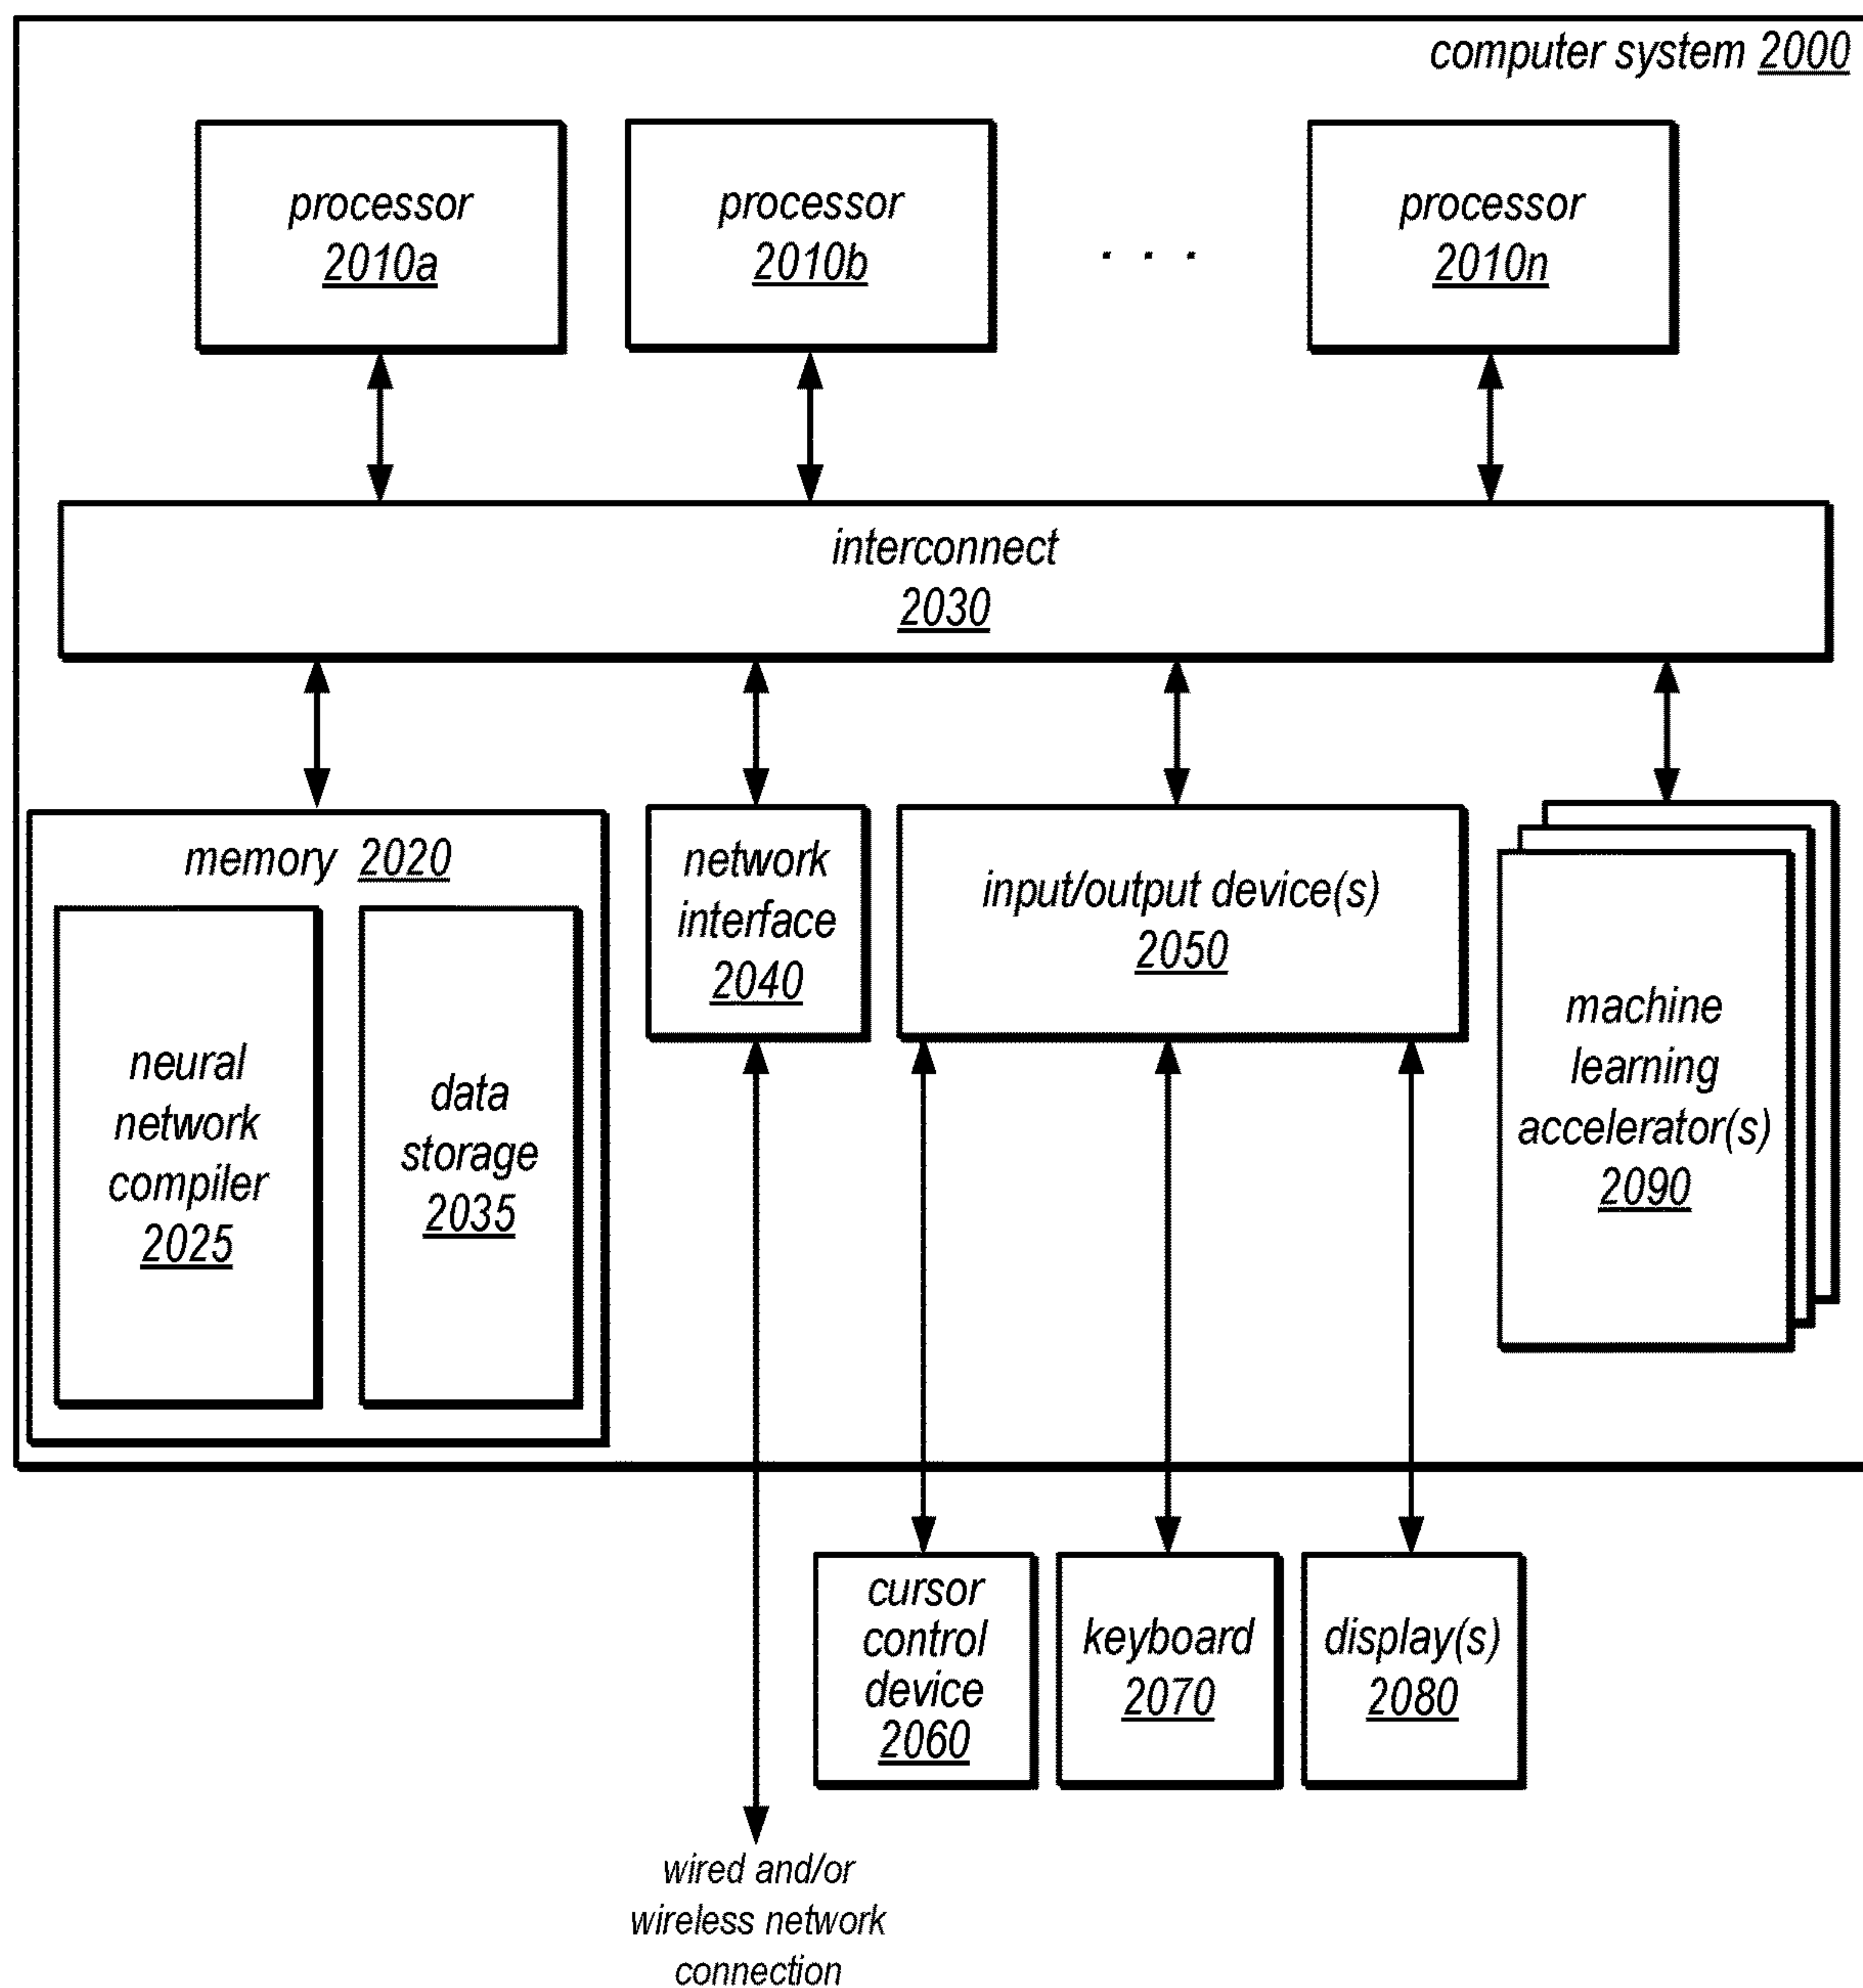 computer system 2000
processor
2010a
processor
2010b
. . .
processor
2010n
interconnect
2030
memory 2020
neural
network
compiler
2025
data
storage
2035
network
interface
2040
input/output device(s)
2050
machine
learning
accelerator(s)
2090
cursor
control
device
2060
keyboard
2070
display(s)
2080
wired and/or
wireless network
connection